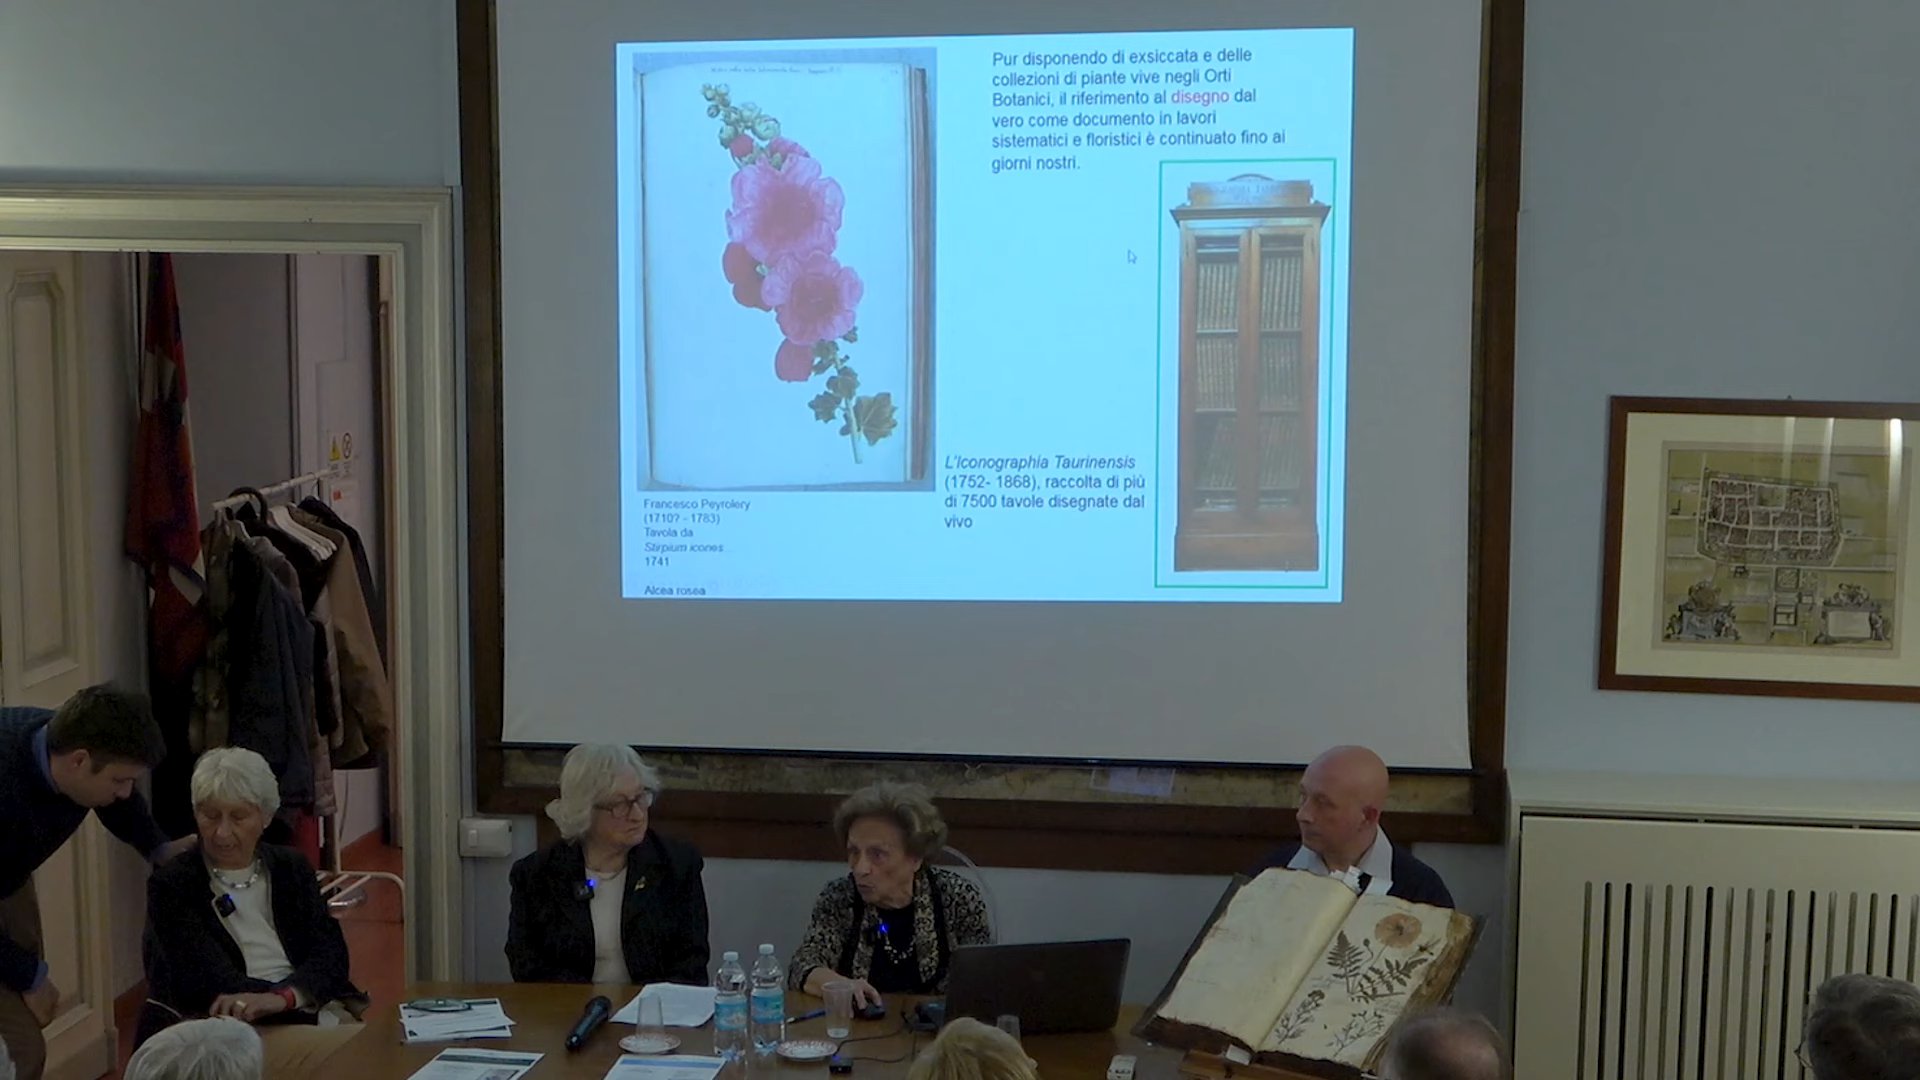 Pur disponendo di exsiccata e delle
collezioni di piante vive negli Orti
Botanici, il riferimento al disegno dal
vero come documento in lavori
sistematici e floristici è continuato fino ai
giorni nostri.
L'Iconographia Taurinensis
(1752- 1868), raccolta di più
di 7500 tavole disegnate dal
vivo
Francesco Peyrolery
(1710? - 1783)
Tavola da
Stirpium icones...
1741
Alcea rosea